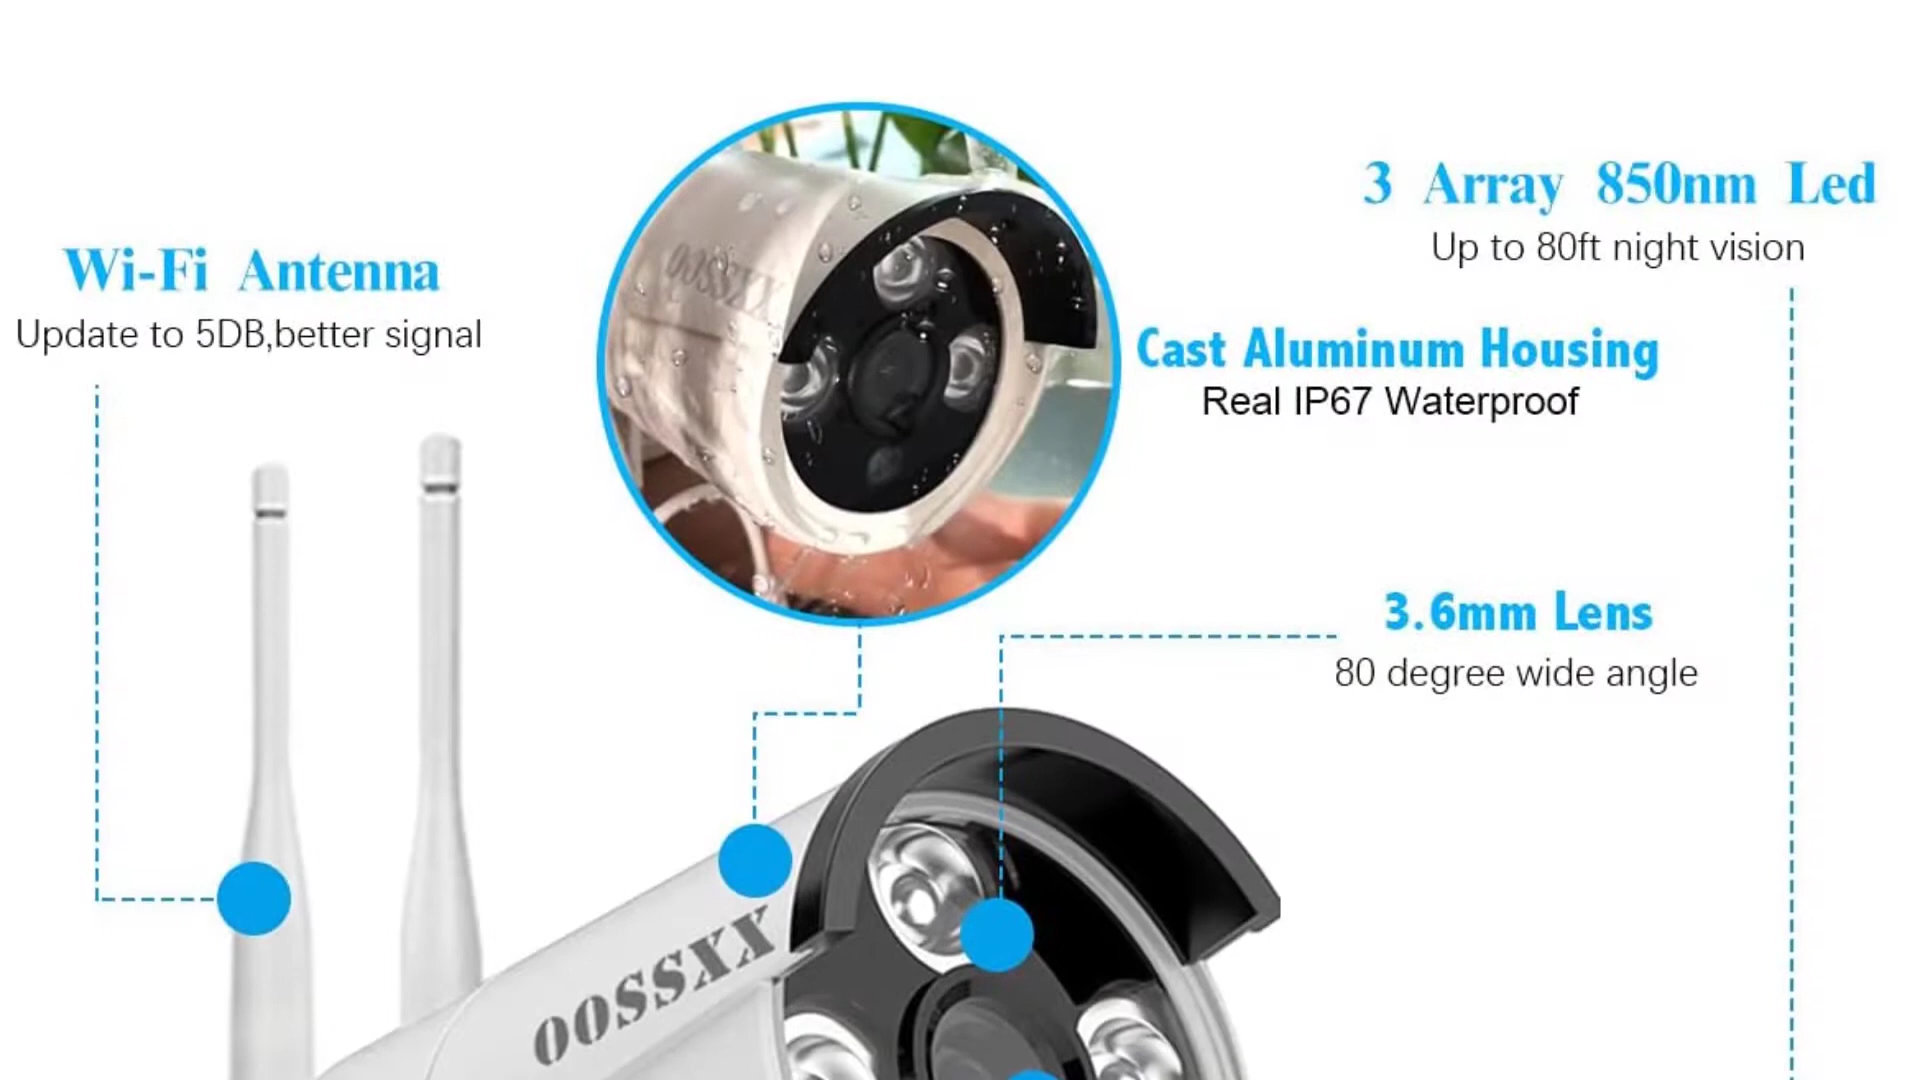 Wi-Fi Antenna
Update to 5DB,better signal
3 Array 850nm Led
Up to 80ft night vision
OOSSXX
Cast Aluminum Housing
Real IP67 Waterproof
3.6mm Lens
80 degree wide angle
OOSSXX